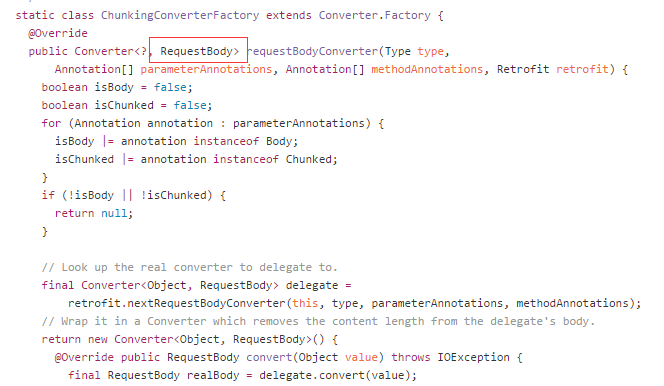 static class ChunkingConverterFactory extends Converter.Factory {
@Override
public Converter<?, RequestBody> requestBodyConverter(Type type,
Annotation[] parameterAnnotations, Annotation[] methodAnnotations, Retrofit retrofit) {
boolean isBody = false;
boolean isChunked = false;
for (Annotation annotation : parameterAnnotations) {
isBody |= annotation instanceof Body;
isChunked |= annotation instanceof Chunked;
}
if (!isBody || !isChunked) {
return null;
}
// Look up the real converter to delegate to.
final Converter<Object, RequestBody> delegate =
retrofit.nextRequestBodyConverter(this, type, parameterAnnotations, methodAnnotations);
// Wrap it in a Converter which removes the content length from the delegate's body.
return new Converter<Object, RequestBody>() {
@Override public RequestBody convert(Object value) throws IOException {
final RequestBody realBody = delegate.convert(value);